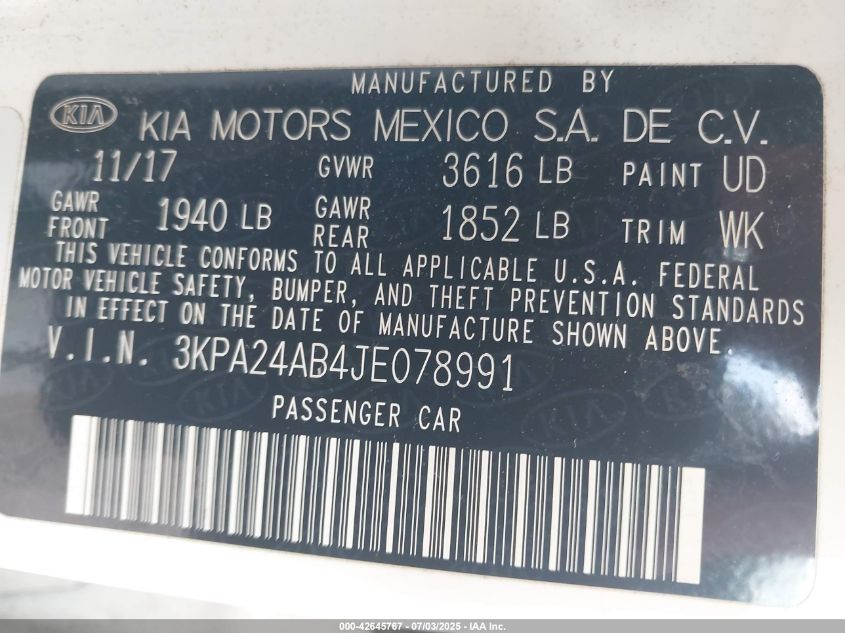 MANUFACTURED BY
KIA KIA MOTORS MEXICO S.A. DE C.V.
11/17 GVWR 3616 LB PAINT UD
GAWR FRONT 1940 LB GAWR REAR 1852 LB TRIM WK
THIS VEHICLE CONFORMS TO ALL APPLICABLE U.S.A. FEDERAL
MOTOR VEHICLE SAFETY, BUMPER, AND THEFT PREVENTION STANDARDS
IN EFFECT ON THE DATE OF MANUFACTURE SHOWN ABOVE.
V.I.N. 3KPA24AB4JE078991
PASSENGER CAR
000-42645767 - 07/03/2025 - IAA Inc.